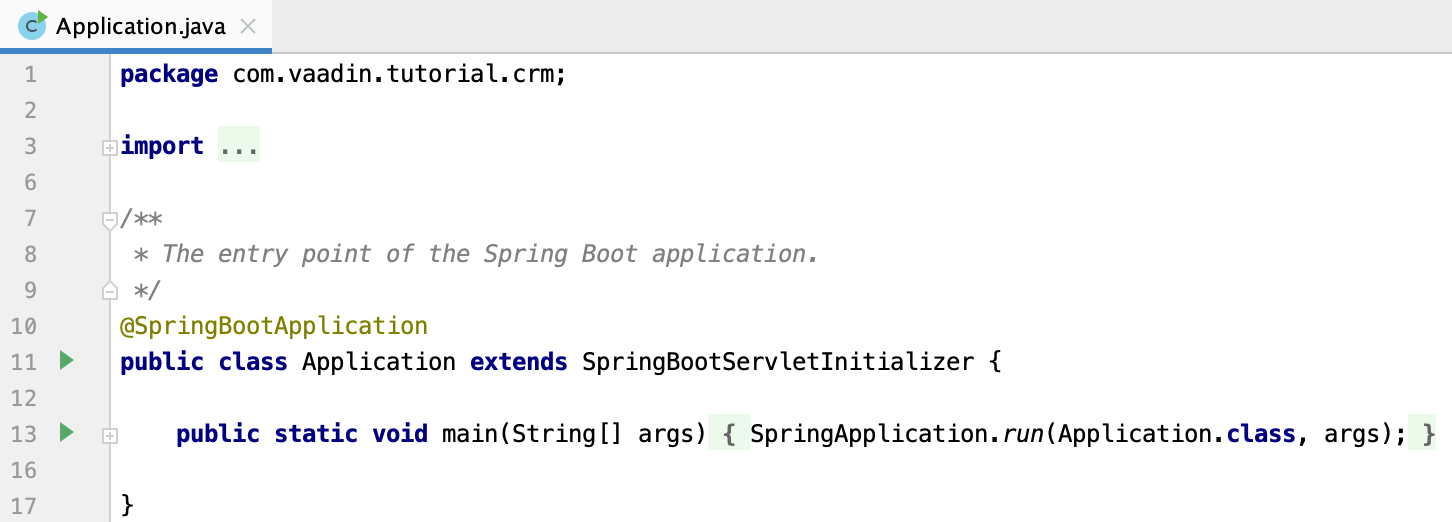 Application.java
1 package com.vaadin.tutorial.crm;
2
3 import ...
6
7 /**
8 * The entry point of the Spring Boot application.
9 */
10 @SpringBootApplication
11 public class Application extends SpringBootServletInitializer {
12
13 public static void main(String[] args) { SpringApplication.run(Application.class, args); }
16
17 }